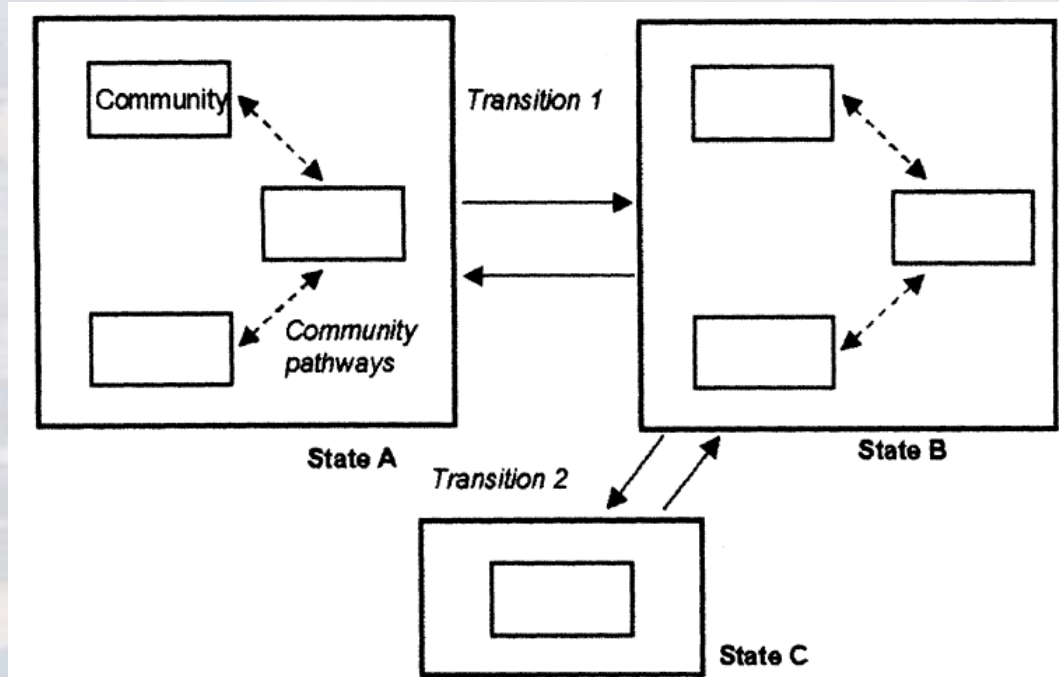 Community
Transition 1
Community
pathways
State A
State B
Transition 2
State C